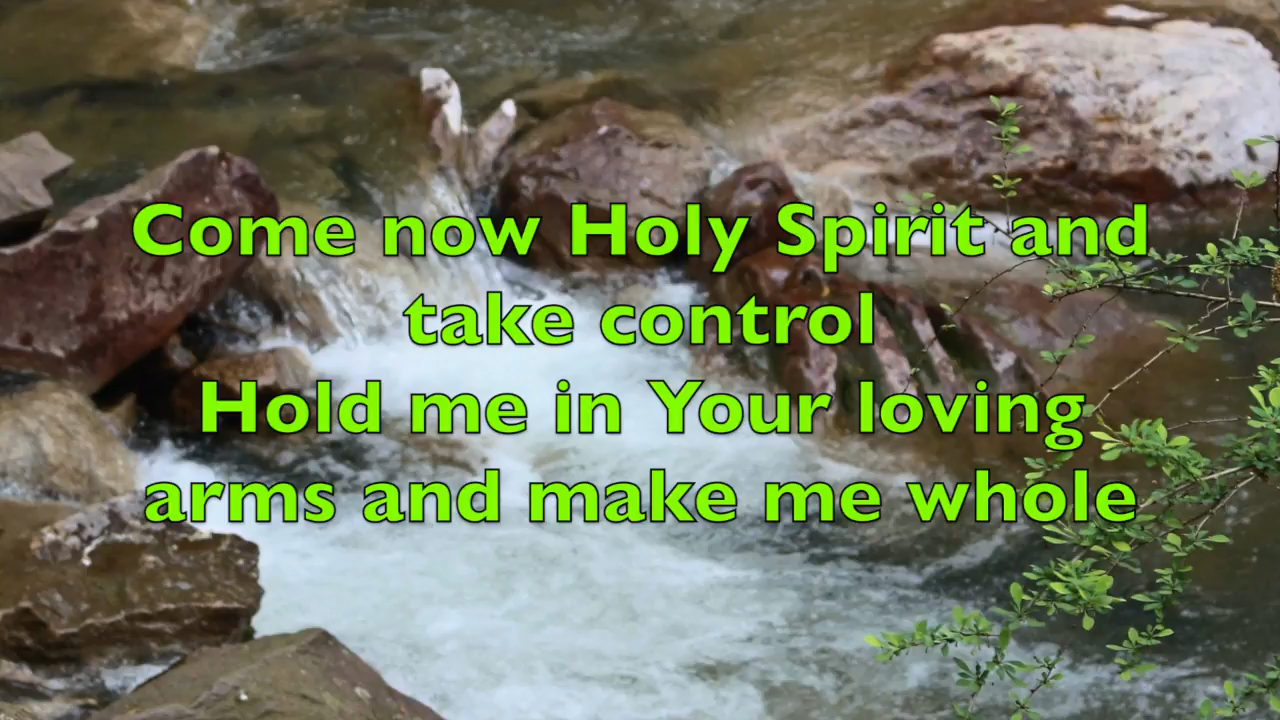 Come now Holy Spirit and
take control
Hold me in Your loving
arms and make me whole